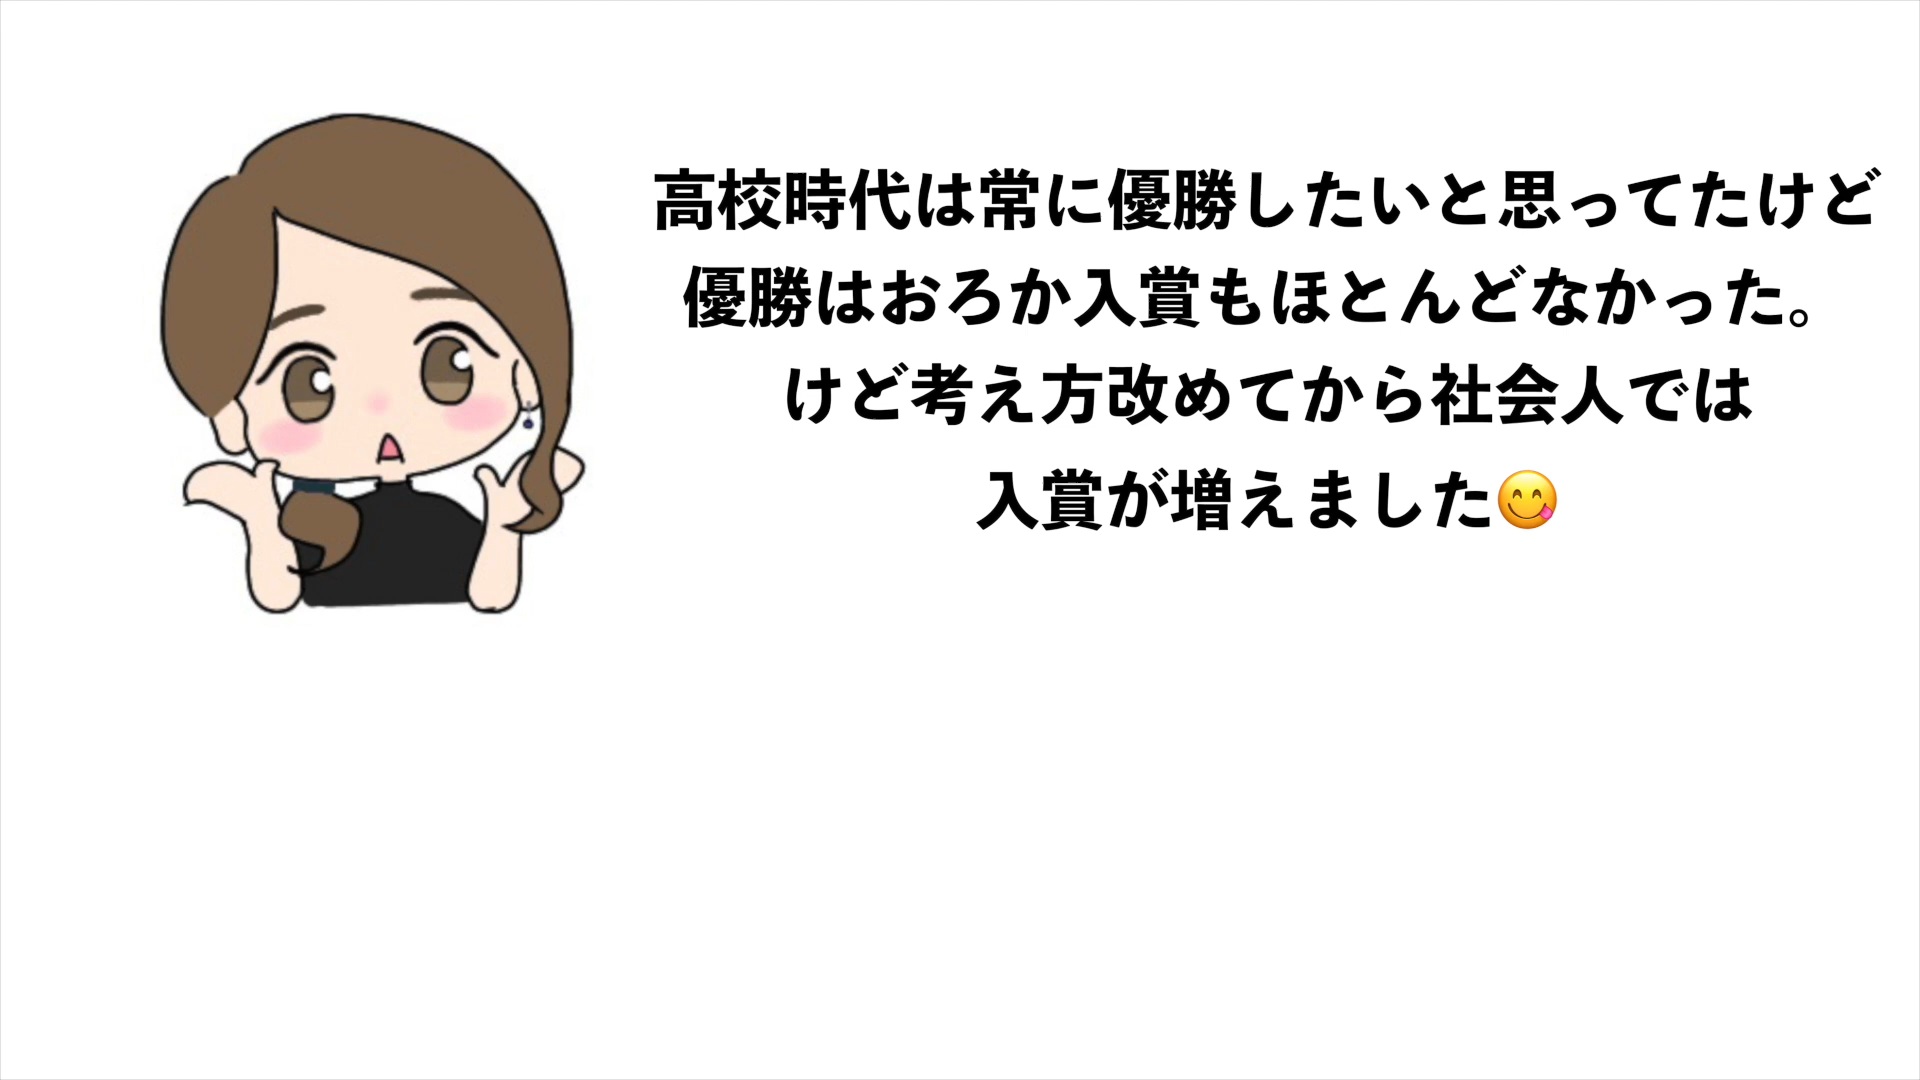 高校時代は常に優勝したいと思ってたけど
優勝はおろか入賞もほとんどなかった。
けど考え方改めてから社会人では
入賞が増えました😋